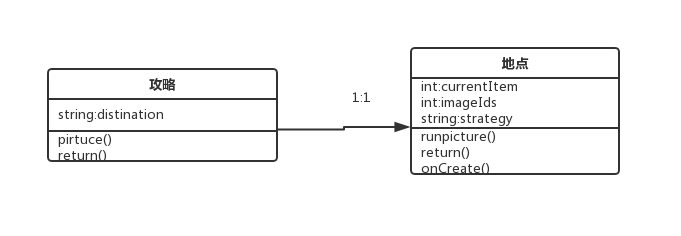 攻略
string:distination
pirtuce()
return()
1:1
地点
int:currentItem
int:imageIds
string:strategy
runpicture()
return()
onCreate()